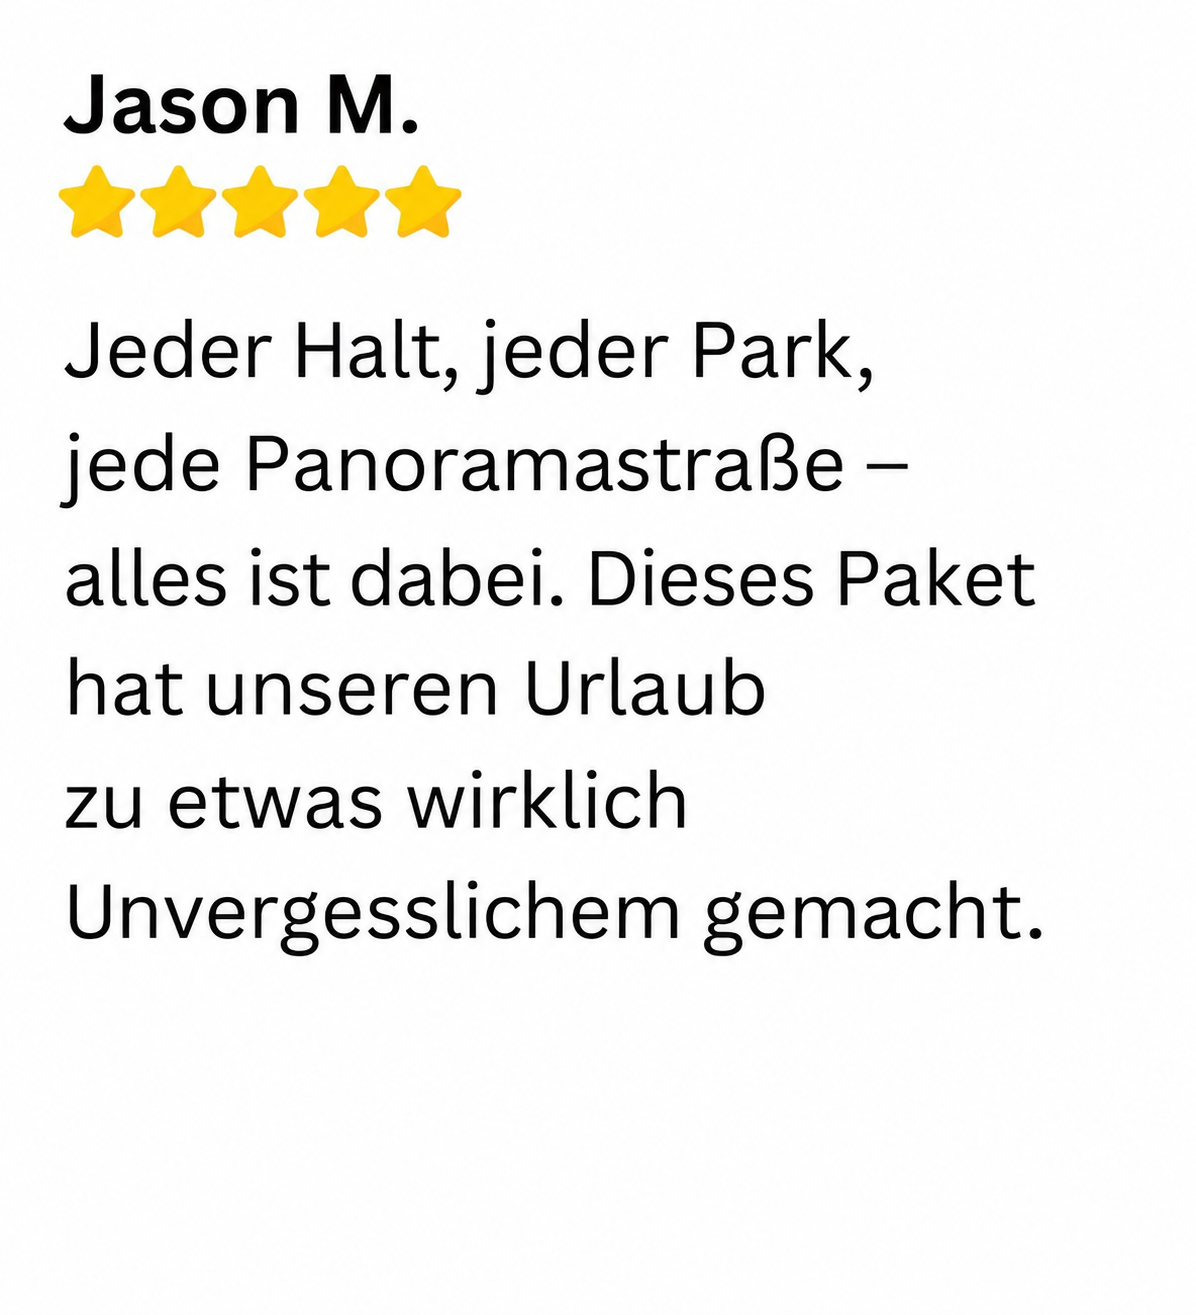 Jason M.
Jeder Halt, jeder Park,
jede Panoramastraße –
alles ist dabei. Dieses Paket
hat unseren Urlaub
zu etwas wirklich
Unvergesslichem gemacht.